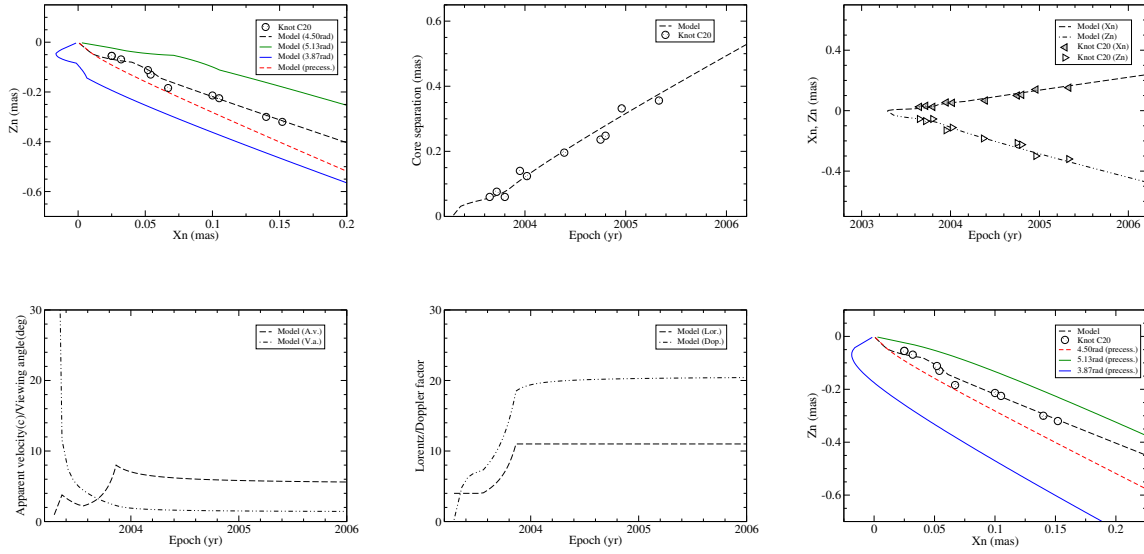 0
-0.2
-0.4
-0.6
Zn (mas)
0
0.05
0.1
0.15
0.2
Xn (mas)
Knot C20
Model (4.50rad)
Model (5.13rad)
Model (3.87rad)
Model (precess.)
0.6
0.4
0.2
0
Core separation (mas)
2004
2005
2006
Epoch (yr)
Model
Knot C20
0.4
0
-0.4
Xn, Zn (mas)
2003
2004
2005
2006
Epoch (yr)
Model (Xn)
Model (Zn)
Knot C20 (Xn)
Knot C20 (Zn)
30
20
10
0
Apparent velocity(c)/Viewing angle(deg)
2004
2005
2006
Epoch (yr)
Model (A.v.)
Model (V.a.)
30
20
10
0
Lorentz/Doppler factor
2004
2005
2006
Epoch (yr)
Model (Lor.)
Model (Dop.)
0
-0.2
-0.4
-0.6
Zn (mas)
0
0.05
0.1
0.15
0.2
Xn (mas)
Model
Knot C20
4.50rad (precess.)
5.13rad (precess.)
3.87rad (precess.)